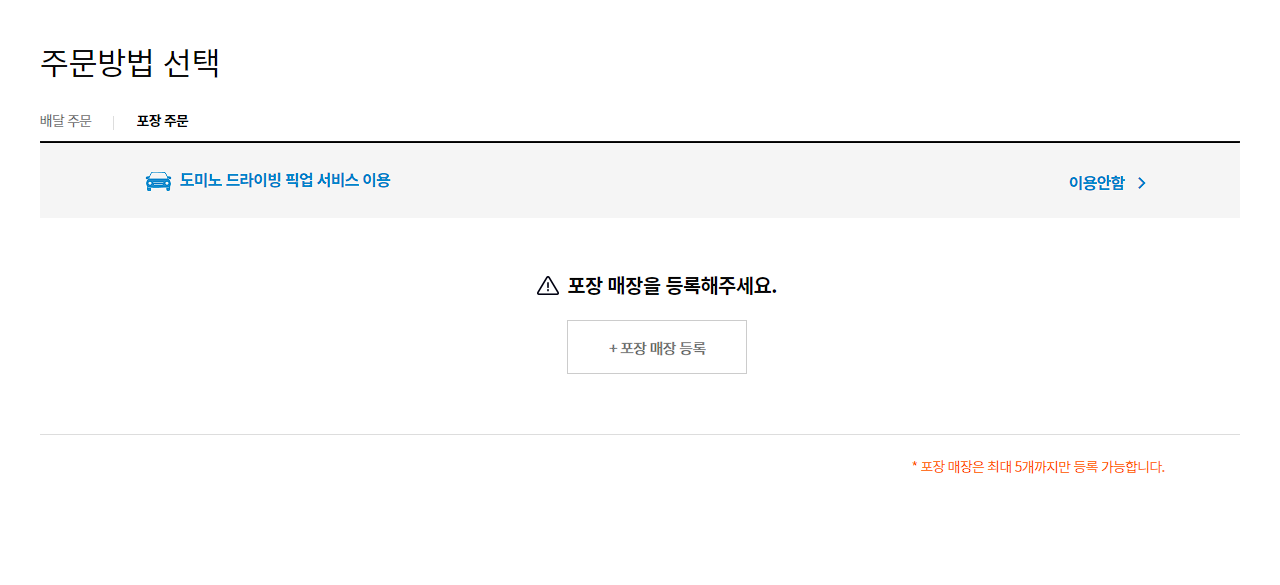 주문방법 선택
배달 주문 | 포장 주문
도미노 드라이빙 픽업 서비스 이용 이용안함 >
포장 매장을 등록해주세요.
+ 포장 매장 등록
* 포장 매장은 최대 5개까지만 등록 가능합니다.